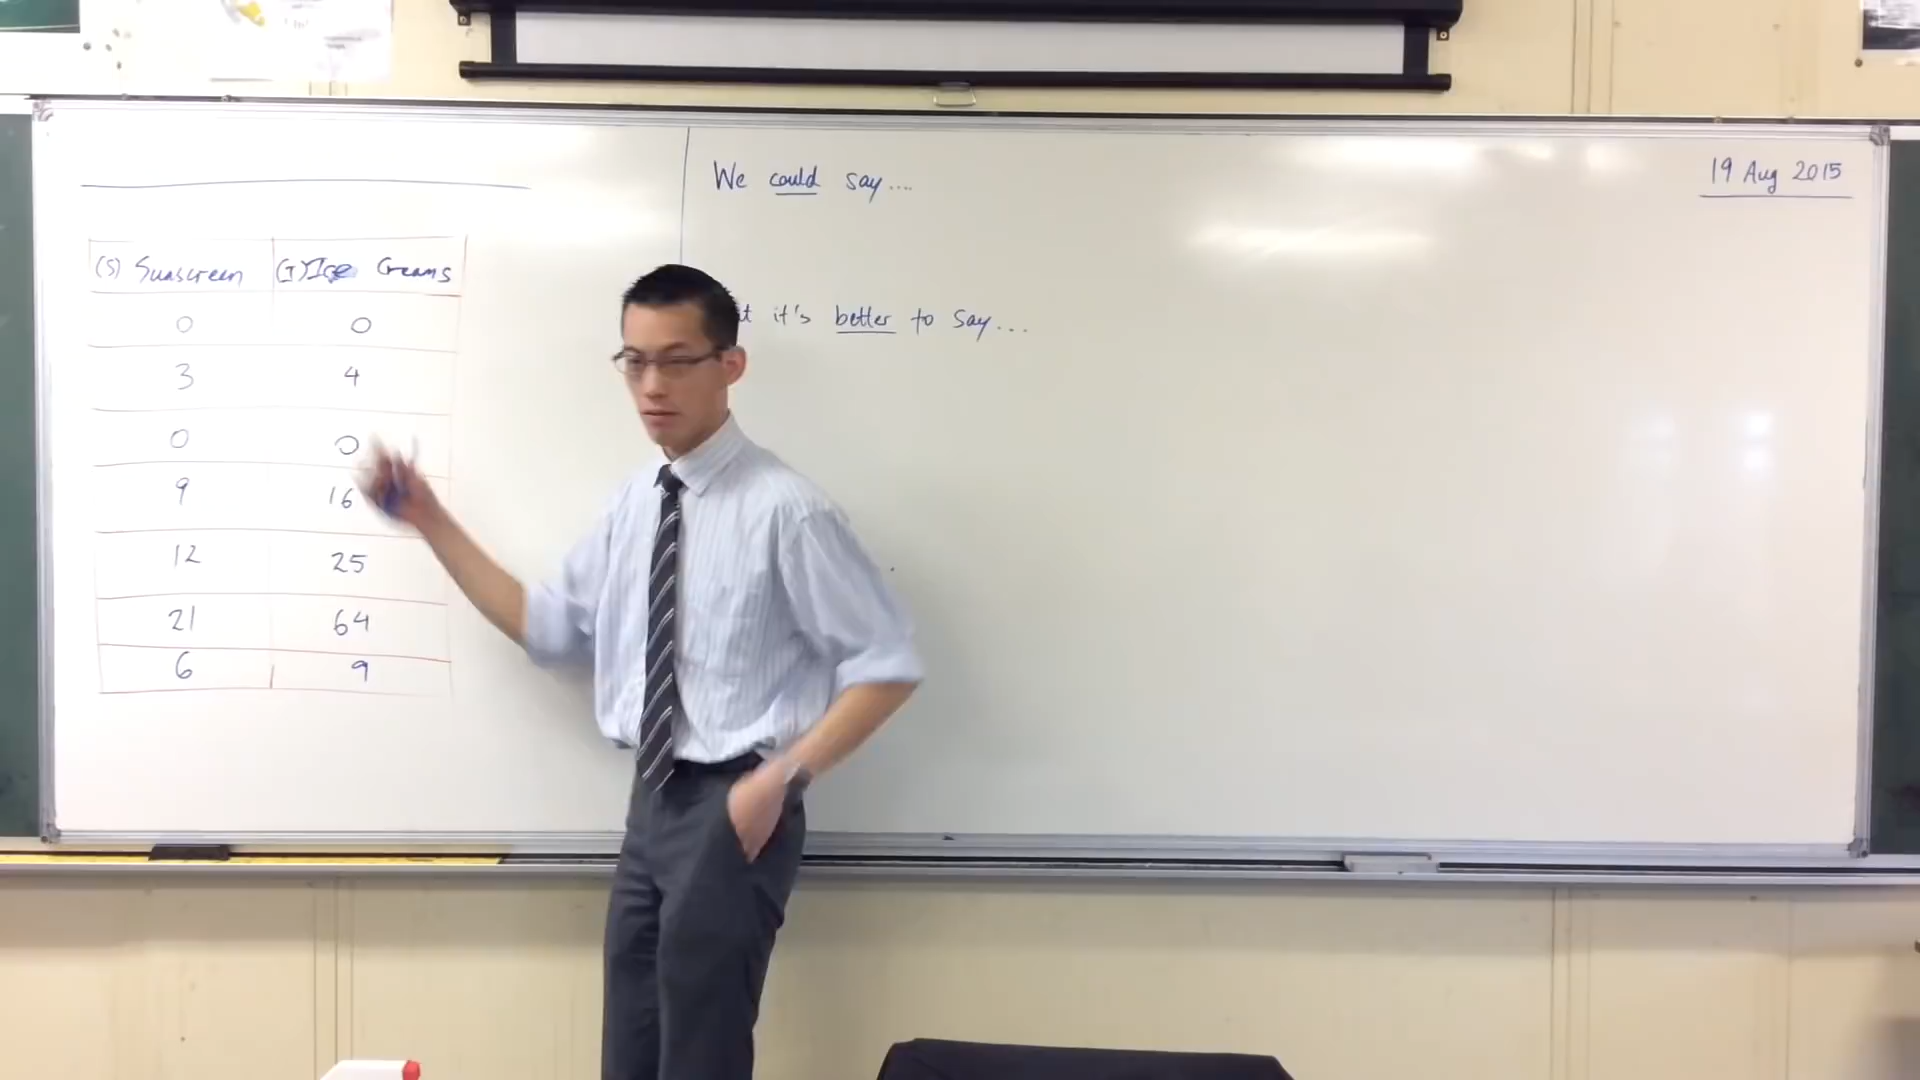 (S) Sunscreen (I) Ice Creams
0 0
3 4
0 0
9 16
12 25
21 64
6 9
We could say....
it's better to say...
19 Aug 2015